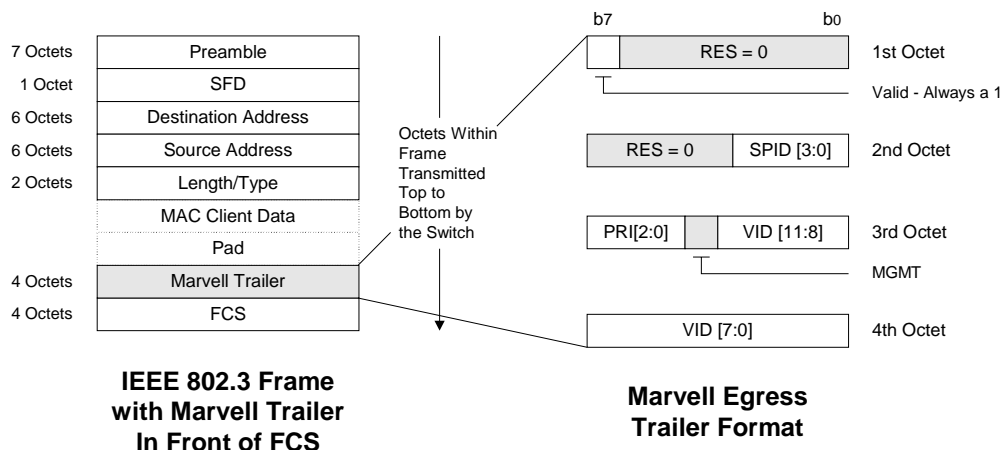 7 Octets
Preamble
1 Octet
SFD
6 Octets
Destination Address
6 Octets
Source Address
2 Octets
Length/Type
MAC Client Data
Pad
4 Octets
Marvell Trailer
4 Octets
FCS
Octets Within
Frame
Transmitted
Top to
Bottom by
the Switch
b7
b0
RES = 0
1st Octet
Valid - Always a 1
RES = 0
SPID [3:0]
2nd Octet
PRI[2:0]
VID [11:8]
3rd Octet
MGMT
VID [7:0]
4th Octet
IEEE 802.3 Frame
with Marvell Trailer
In Front of FCS
Marvell Egress
Trailer Format